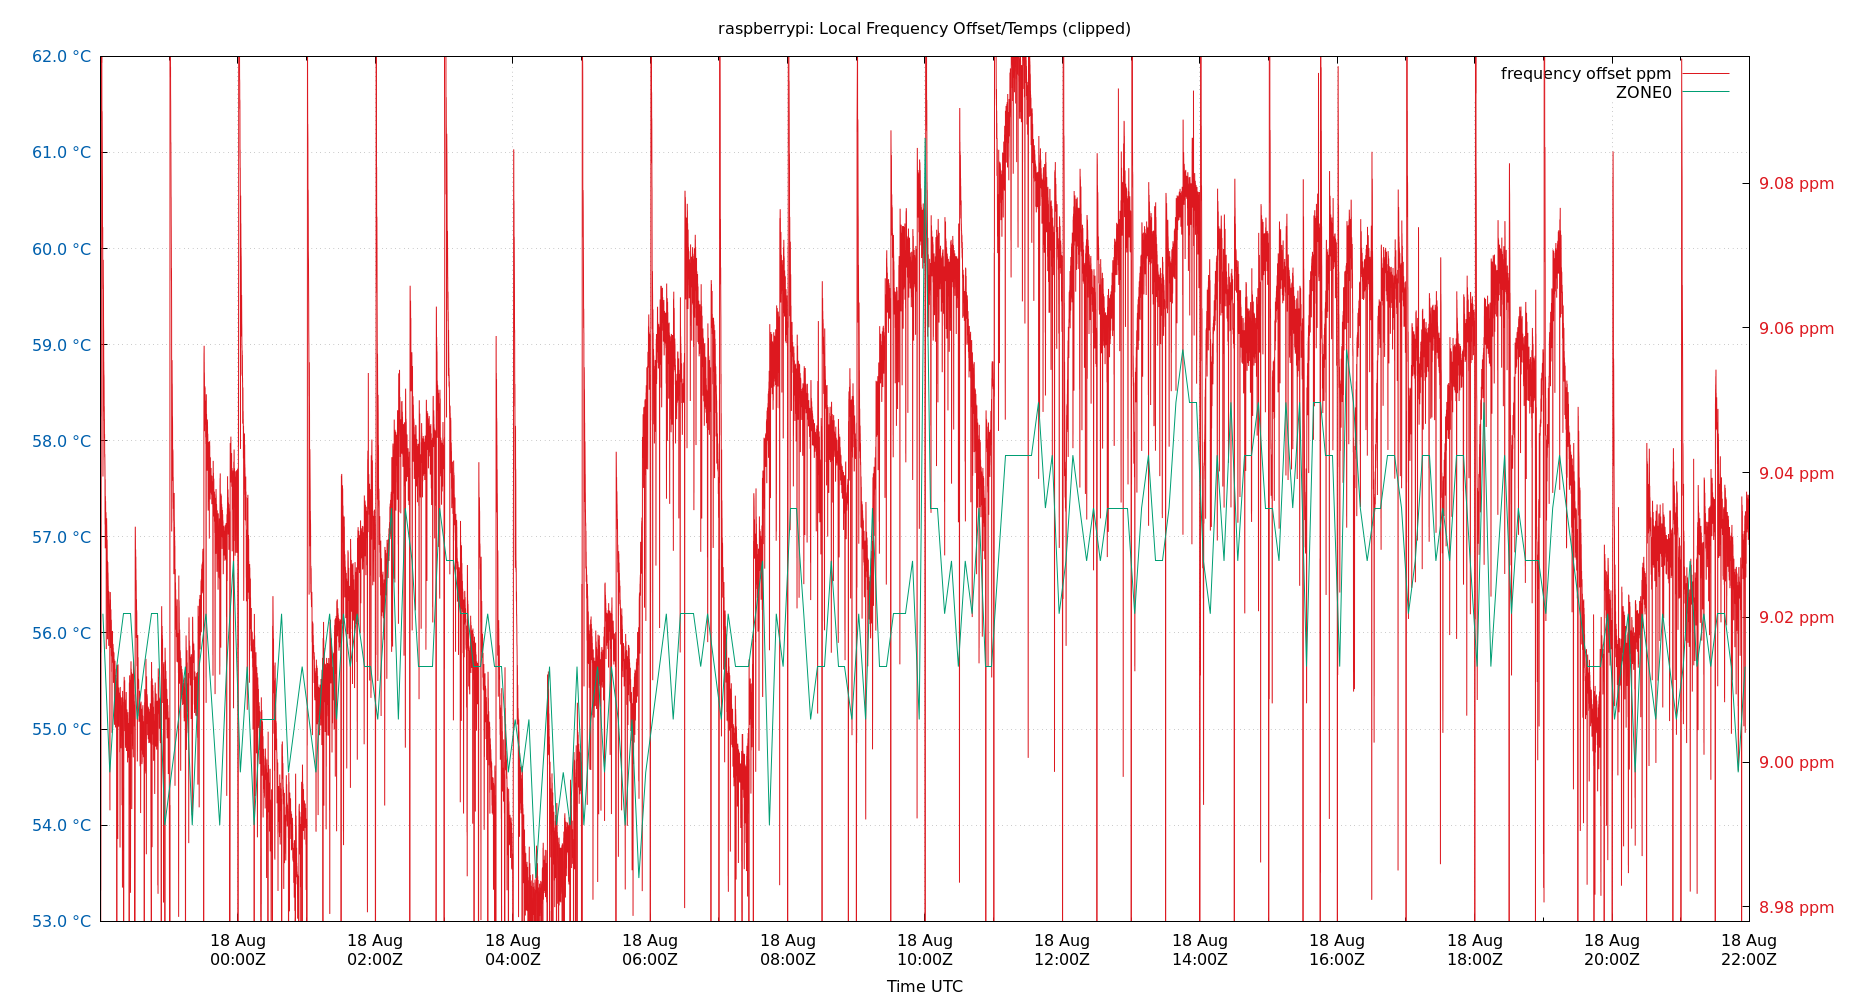 raspberrypi: Local Frequency Offset/Temps (clipped)
62.0 °C
61.0 °C
60.0 °C
59.0 °C
58.0 °C
57.0 °C
56.0 °C
55.0 °C
54.0 °C
53.0 °C
frequency offset ppm
ZONE0
9.08 ppm
9.06 ppm
9.04 ppm
9.02 ppm
9.00 ppm
8.98 ppm
18 Aug
00:00Z
18 Aug
02:00Z
18 Aug
04:00Z
18 Aug
06:00Z
18 Aug
08:00Z
18 Aug
10:00Z
18 Aug
12:00Z
18 Aug
14:00Z
18 Aug
16:00Z
18 Aug
18:00Z
18 Aug
20:00Z
18 Aug
22:00Z
Time UTC